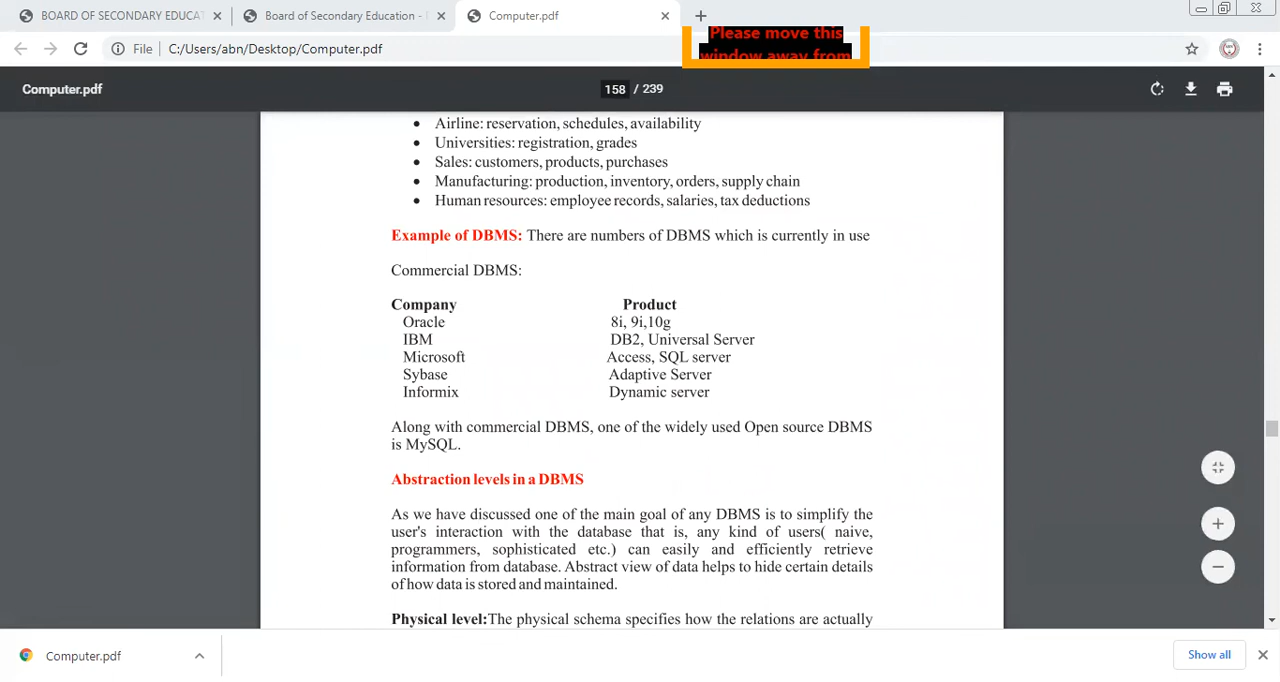 BOARD OF SECONDARY EDUCAT
Board of Secondary Education -
Computer.pdf
Please move this
window away from
File
C:/Users/abn/Desktop/Computer.pdf
Computer.pdf
158 / 239
• Airline: reservation, schedules, availability
• Universities: registration, grades
• Sales: customers, products, purchases
• Manufacturing: production, inventory, orders, supply chain
• Human resources: employee records, salaries, tax deductions
Example of DBMS: There are numbers of DBMS which is currently in use
Commercial DBMS:
Company Product
Oracle 8i, 9i,10g
IBM DB2, Universal Server
Microsoft Access, SQL server
Sybase Adaptive Server
Informix Dynamic server
Along with commercial DBMS, one of the widely used Open source DBMS
is MySQL.
Abstraction levels in a DBMS
As we have discussed one of the main goal of any DBMS is to simplify the
user's interaction with the database that is, any kind of users( naive,
programmers, sophisticated etc.) can easily and efficiently retrieve
information from database. Abstract view of data helps to hide certain details
of how data is stored and maintained.
Physical level:The physical schema specifies how the relations are actually
Computer.pdf
Show all